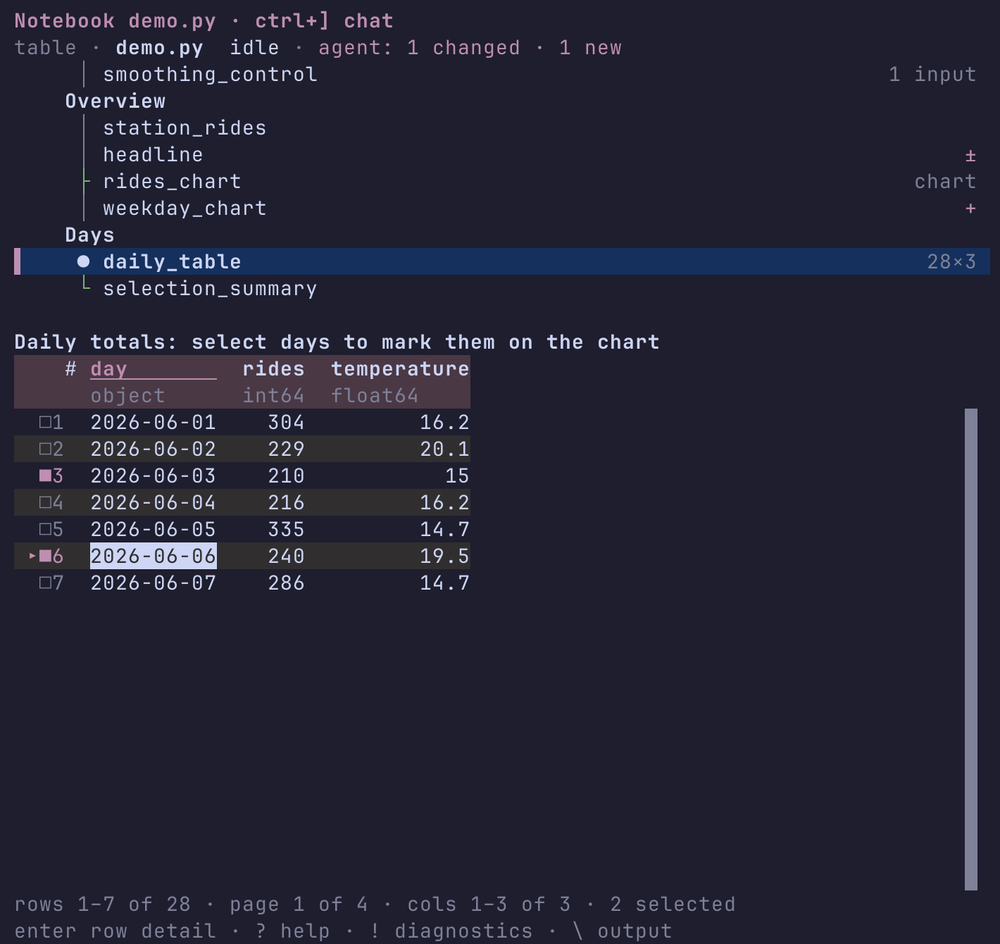 Notebook demo.py · ctrl+] chat
table · demo.py idle · agent: 1 changed · 1 new
smoothing_control 1 input
Overview
station_rides
headline ±
rides_chart chart
weekday_chart +
Days
● daily_table 28×3
selection_summary
Daily totals: select days to mark them on the chart
# day rides temperature
object int64 float64
□1 2026-06-01 304 16.2
□2 2026-06-02 229 20.1
■3 2026-06-03 210 15
□4 2026-06-04 216 16.2
□5 2026-06-05 335 14.7
▸■6 2026-06-06 240 19.5
□7 2026-06-07 286 14.7
rows 1–7 of 28 · page 1 of 4 · cols 1–3 of 3 · 2 selected
enter row detail · ? help · ! diagnostics · \ output